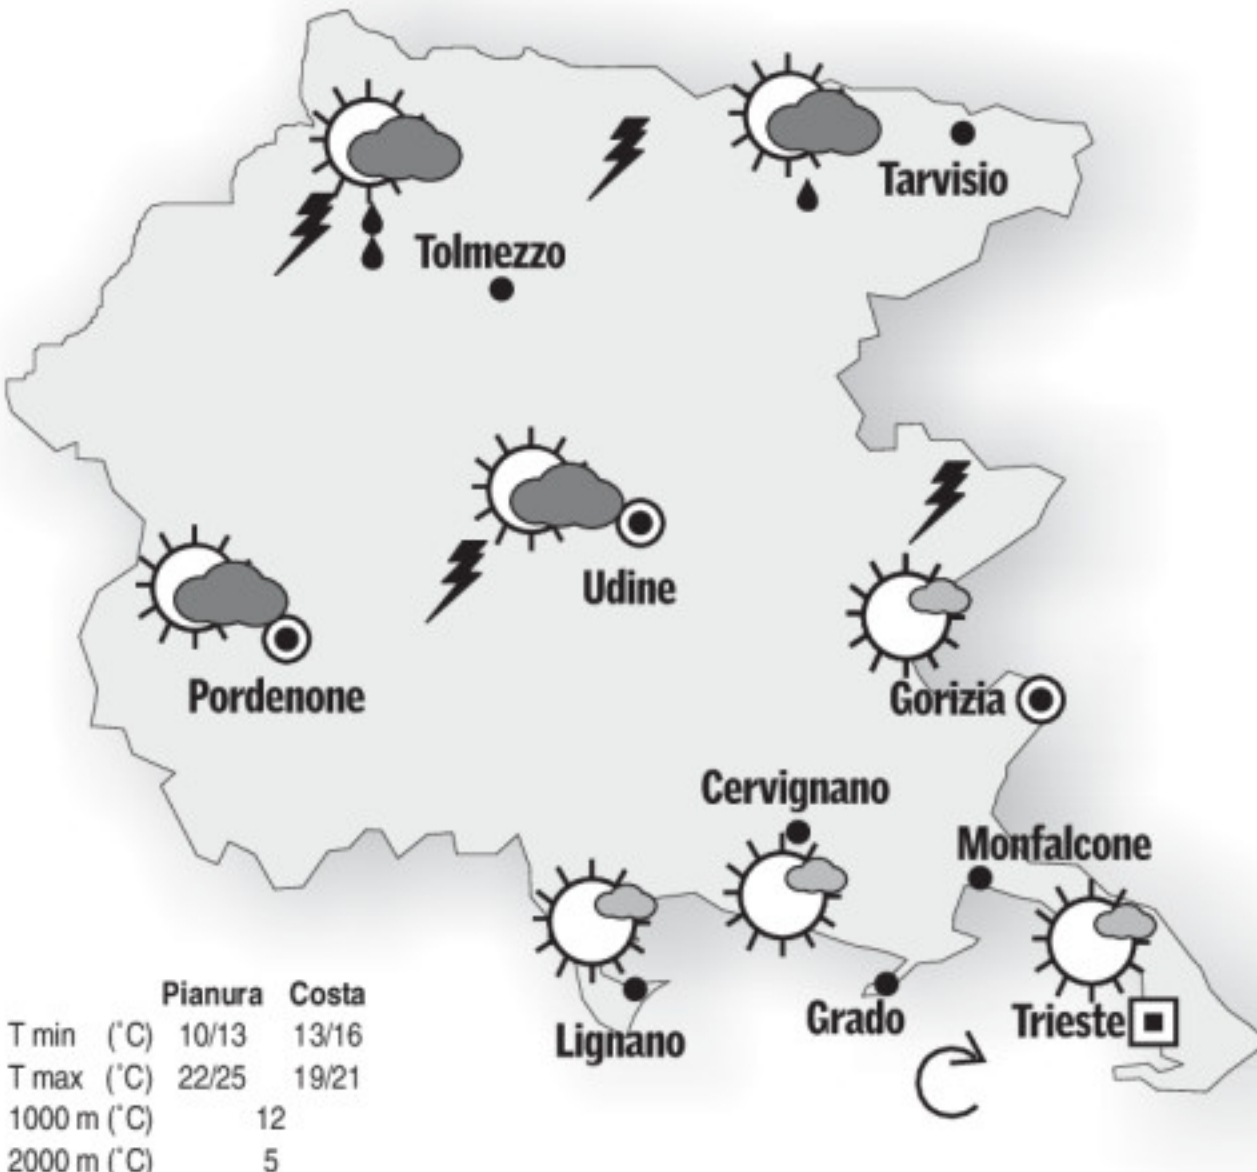 Tarvisio
Tolmezzo
Udine
Pordenone
Gorizia
Cervignano
Monfalcone
Grado
Trieste
Lignano
Pianura Costa
T min (°C) 10/13 13/16
T max (°C) 22/25 19/21
1000 m (°C) 12
2000 m (°C) 5